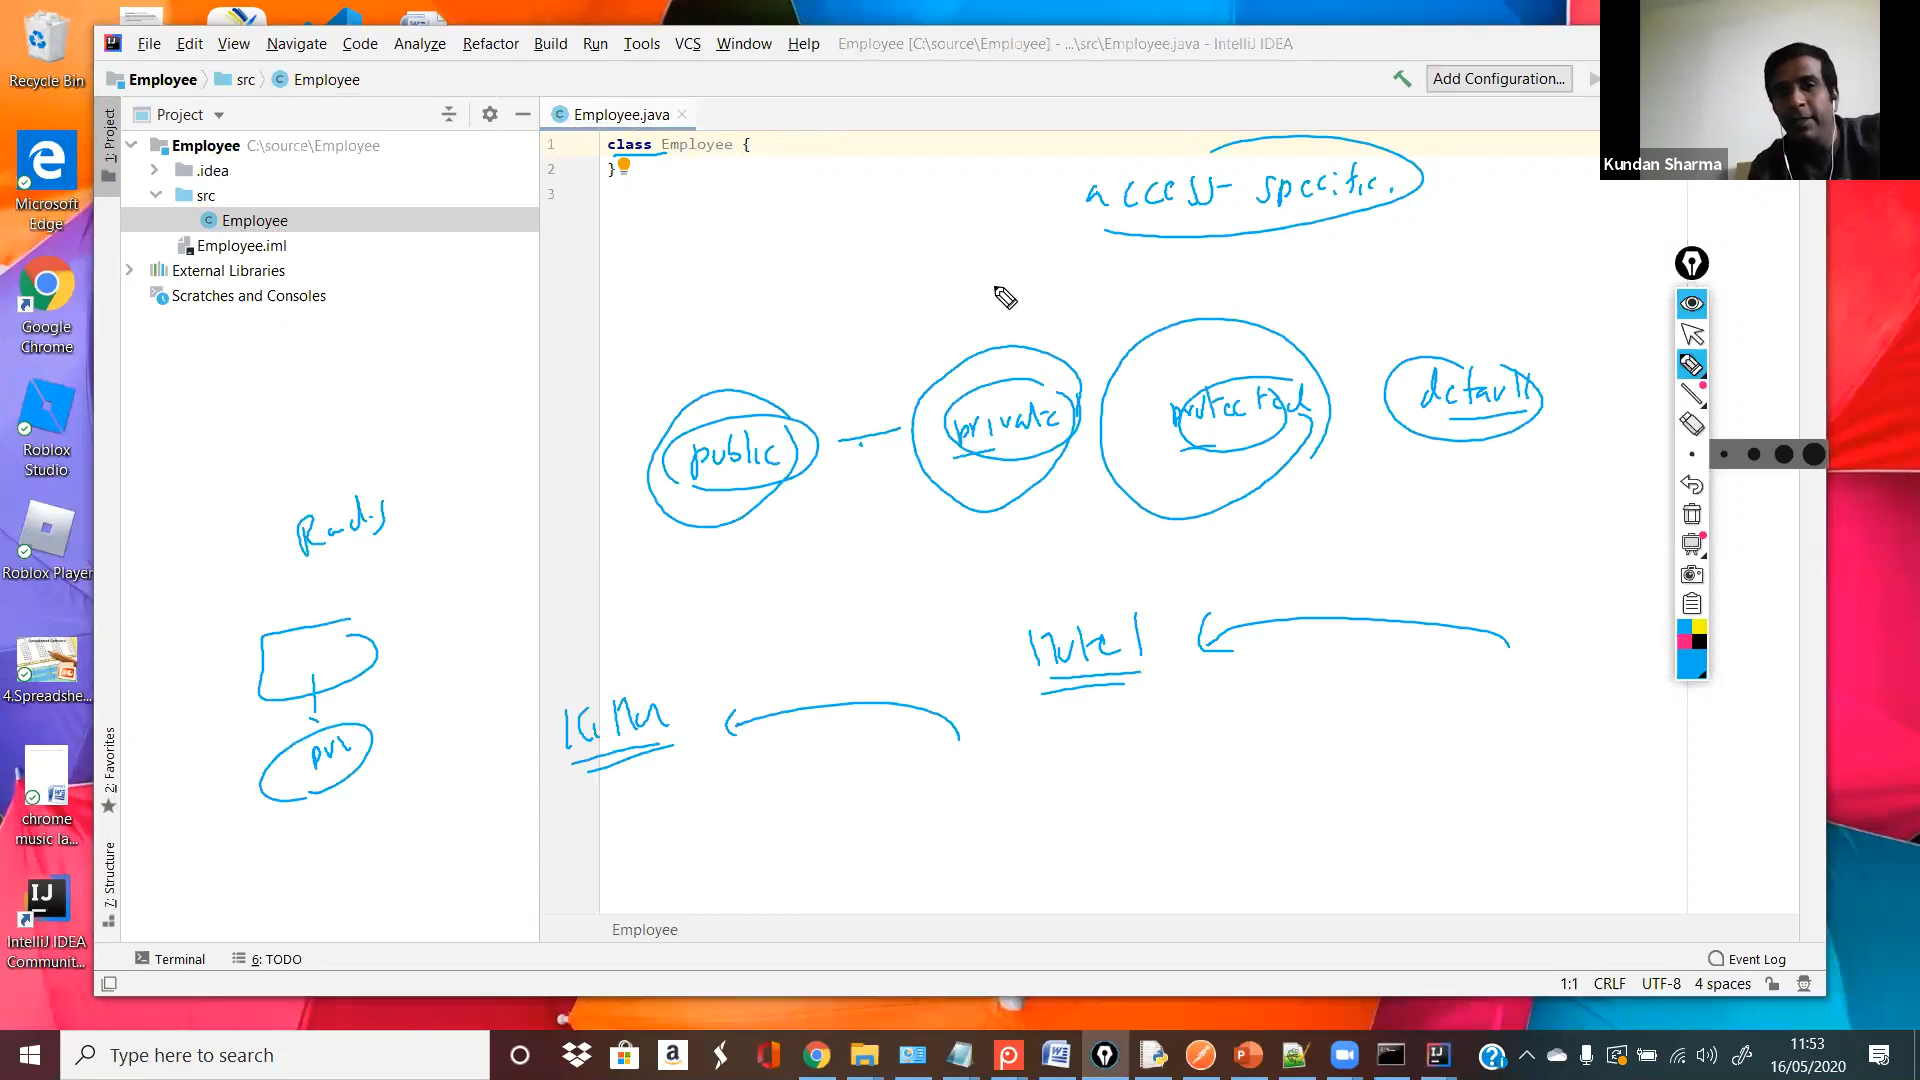 File Edit View Navigate Code Analyze Refactor Build Run Tools VCS Window Help Employee [C:\source\Employee] - ...\src\Employee.java - IntelliJ IDEA
Employee src Employee
Add Configuration...
Project
Employee.java
1: Project
Employee C:\source\Employee
.idea
src
Employee
Employee.iml
External Libraries
Scratches and Consoles
1 class Employee {
2 }
3
access specific.
public private protected default
Hotel
Kundan Sharma
Recycle Bin
Microsoft
Edge
Google
Chrome
Roblox
Studio
Roblox Player
4.Spreadshe...
chrome
music la...
IntelliJ IDEA
Communit...
2: Favorites
7: Structure
Employee
Terminal
6: TODO
Event Log
1:1 CRLF UTF-8 4 spaces
Type here to search
11:53
16/05/2020